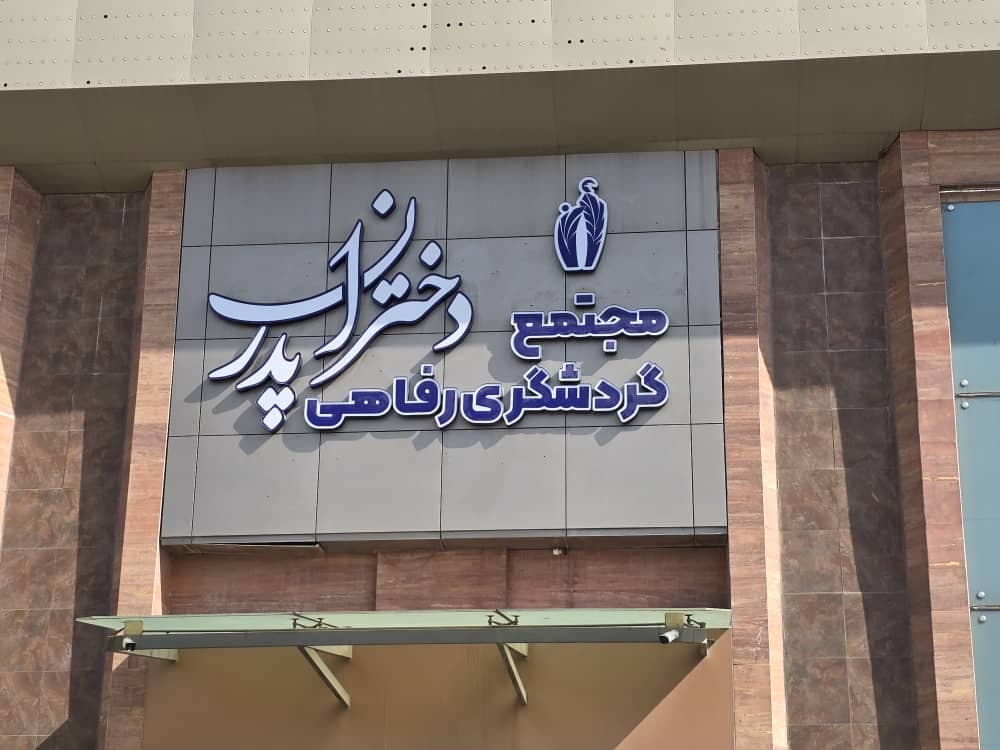 مجتمع
گردشگری رفاهی
دختران پدر